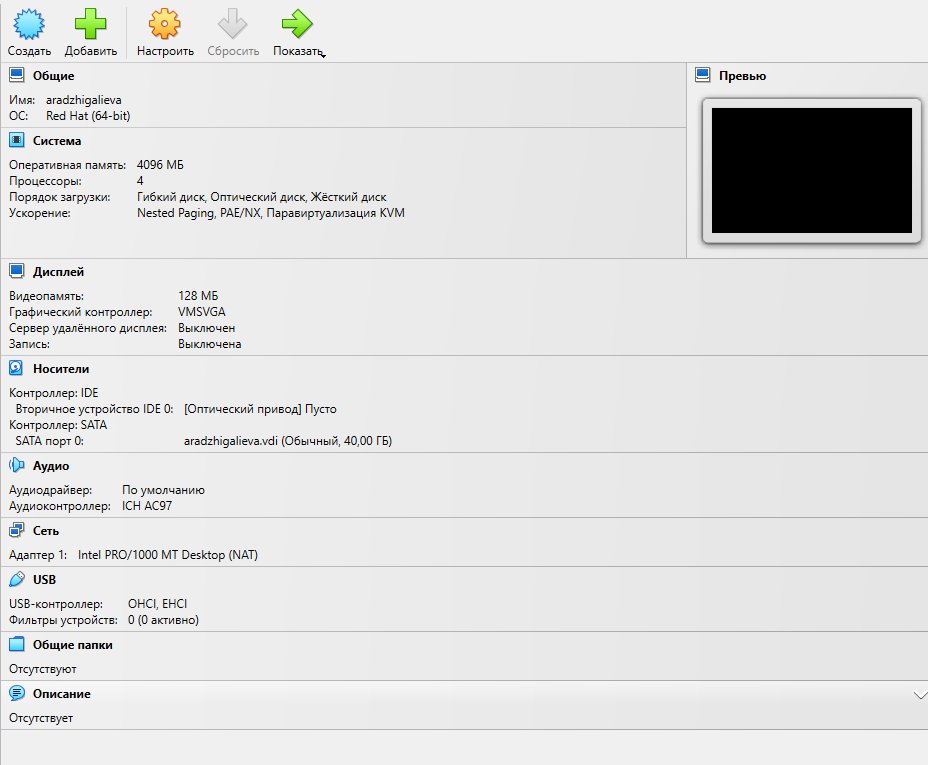 Создать Добавить Настроить Сбросить Показать
Общие
Имя: aradzhigalieva
ОС: Red Hat (64-bit)
Превью
Система
Оперативная память: 4096 МБ
Процессоры: 4
Порядок загрузки: Гибкий диск, Оптический диск, Жёсткий диск
Ускорение: Nested Paging, PAE/NX, Паравиртуализация KVM
Дисплей
Видеопамять: 128 МБ
Графический контроллер: VMSVGA
Сервер удалённого дисплея: Выключен
Запись: Выключена
Носители
Контроллер: IDE
Вторичное устройство IDE 0: [Оптический привод] Пусто
Контроллер: SATA
SATA порт 0: aradzhigalieva.vdi (Обычный, 40,00 ГБ)
Аудио
Аудиодрайвер: По умолчанию
Аудиоконтроллер: ICH AC97
Сеть
Адаптер 1: Intel PRO/1000 MT Desktop (NAT)
USB
USB-контроллер: OHCI, EHCI
Фильтры устройств: 0 (0 активно)
Общие папки
Отсутствуют
Описание
Отсутствует